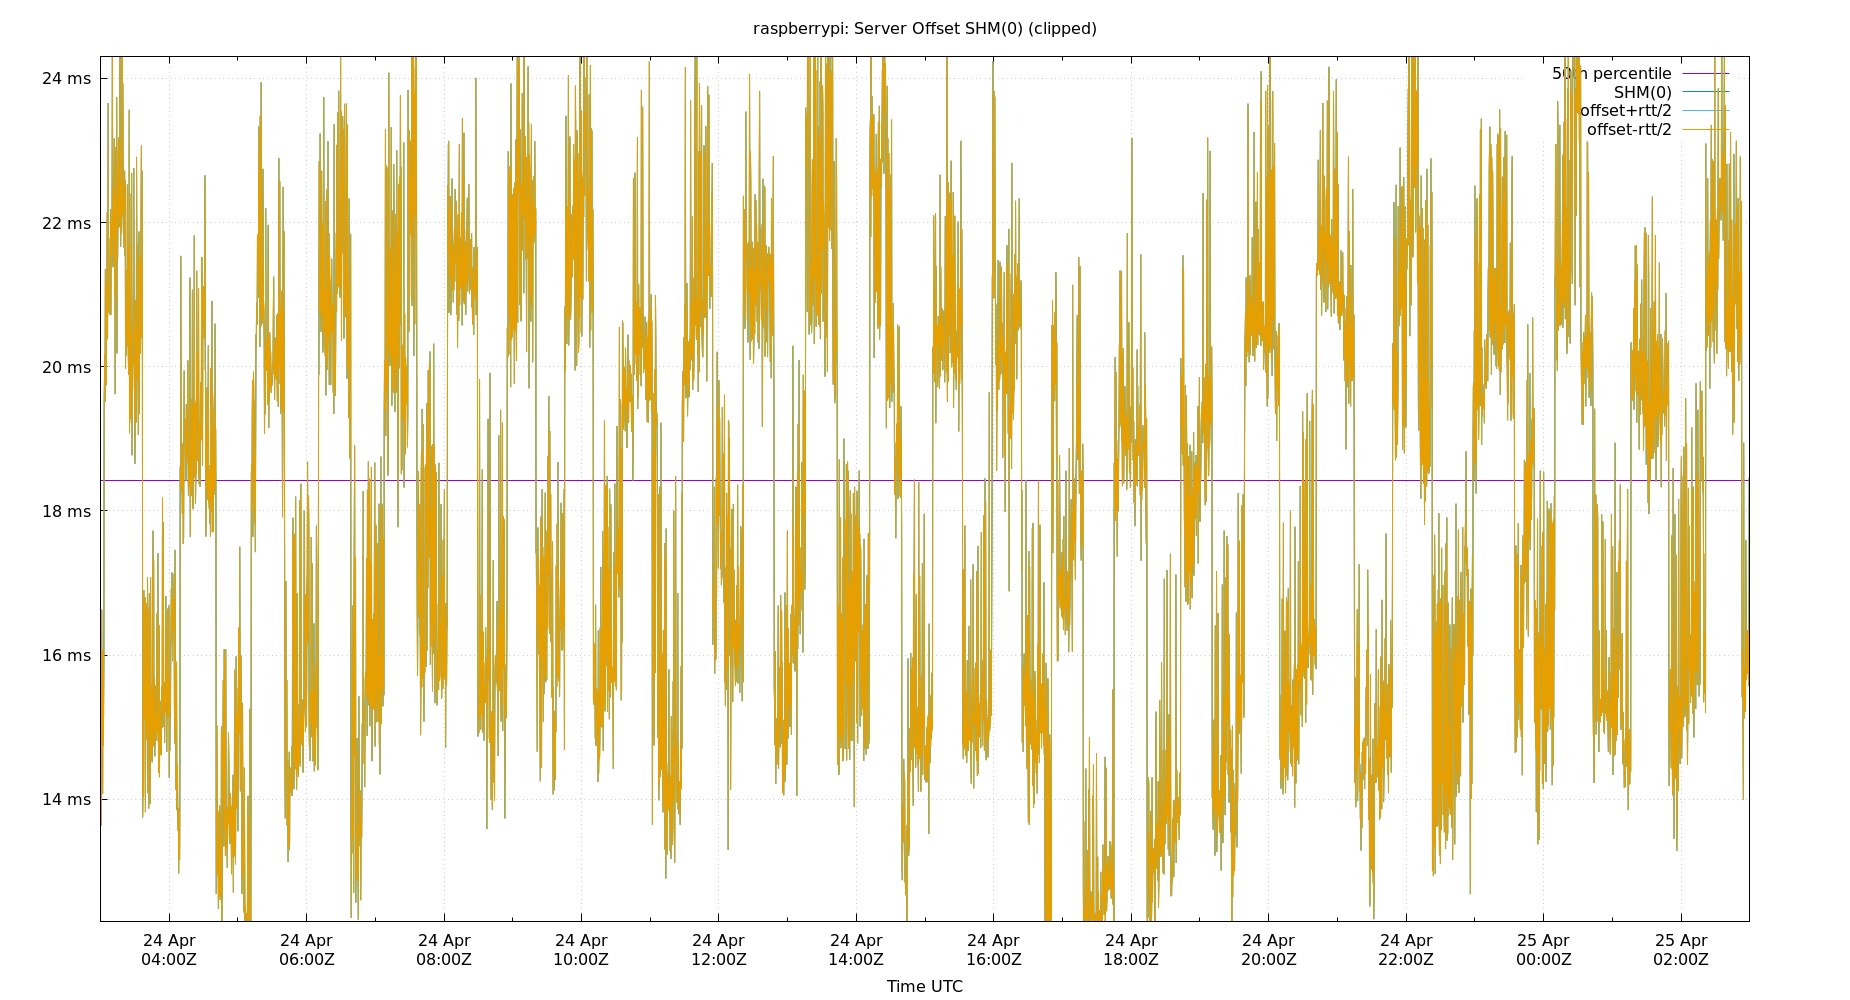 raspberrypi: Server Offset SHM(0) (clipped)
24 ms
22 ms
20 ms
18 ms
16 ms
14 ms
50th percentile
SHM(0)
offset+rtt/2
offset-rtt/2
24 Apr
04:00Z
24 Apr
06:00Z
24 Apr
08:00Z
24 Apr
10:00Z
24 Apr
12:00Z
24 Apr
14:00Z
24 Apr
16:00Z
24 Apr
18:00Z
24 Apr
20:00Z
24 Apr
22:00Z
25 Apr
00:00Z
25 Apr
02:00Z
Time UTC